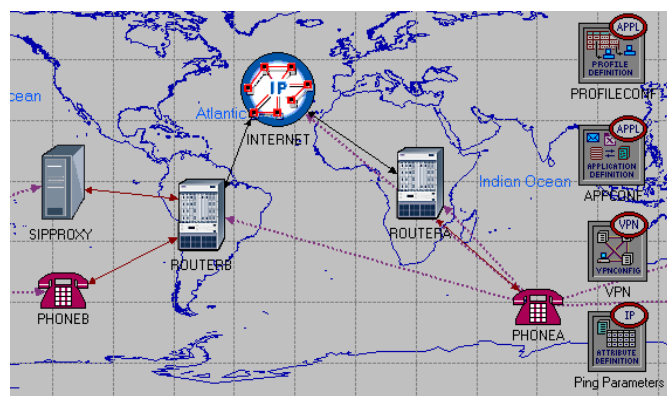 APPL
PROFILE
DEFINITION
PROFILECONF
IP
Atlantic
INTERNET
cean
APPL
APPLICATION
DEFINITION
APPCONF
Indian Ocean
SIPPROXY
ROUTERB
ROUTERA
VPN
VPNCONFIG
VPN
PHONEB
PHONEA
IP
ATTRIBUTE
DEFINITION
Ping Parameters